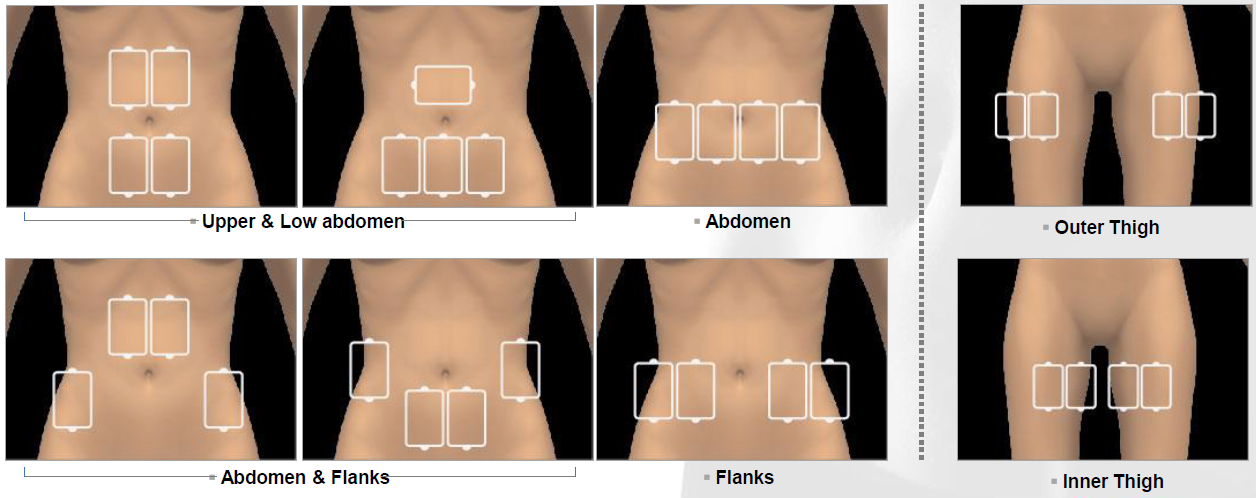 Upper & Low abdomen
Abdomen
Outer Thigh
Abdomen & Flanks
Flanks
Inner Thigh